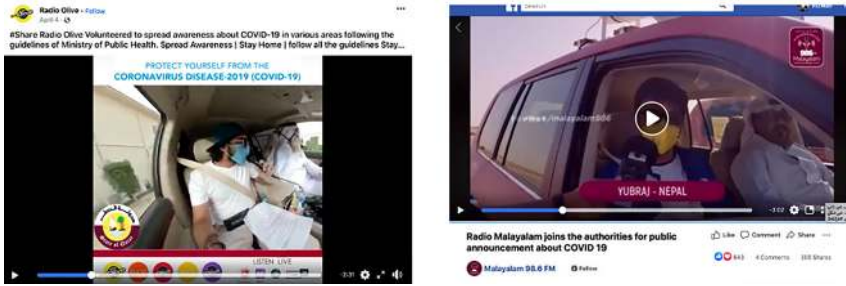 Radio Olive · Follow
April 4 ·
#Share Radio Olive Volunteered to spread awareness about COVID-19 in various areas following the
guidelines of Ministry of Public Health. Spread Awareness | Stay Home | follow all the guidelines Stay...
PROTECT YOURSELF FROM THE
CORONAVIRUS DISEASE-2019 (COVID-19)
LISTEN LIVE
-3:31
Search
Malayalam
YUBRAJ - NEPAL
-3:02
Radio Malayalam joins the authorities for public
announcement about COVID 19
Like Comment Share
643 4 Comments
Malayalam 98.6 FM Follow